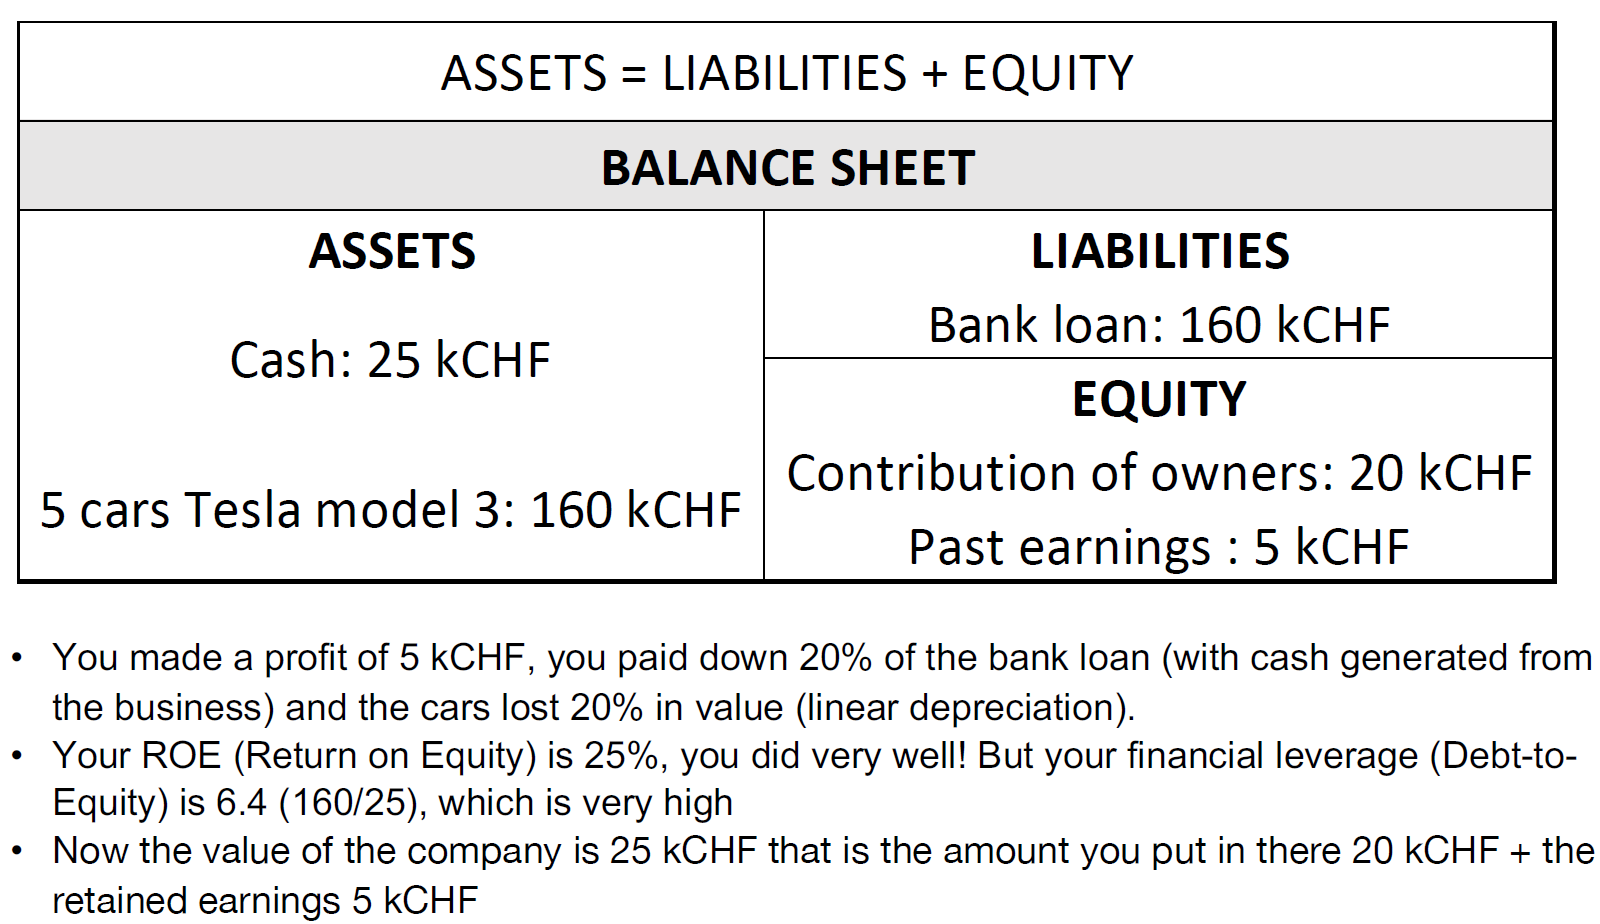 ASSETS = LIABILITIES + EQUITY
BALANCE SHEET
ASSETS
Cash: 25 kCHF
5 cars Tesla model 3: 160 kCHF
LIABILITIES
Bank loan: 160 kCHF
EQUITY
Contribution of owners: 20 kCHF
Past earnings : 5 kCHF
• You made a profit of 5 kCHF, you paid down 20% of the bank loan (with cash generated from
the business) and the cars lost 20% in value (linear depreciation).
• Your ROE (Return on Equity) is 25%, you did very well! But your financial leverage (Debt-to-
Equity) is 6.4 (160/25), which is very high
• Now the value of the company is 25 kCHF that is the amount you put in there 20 kCHF + the
retained earnings 5 kCHF